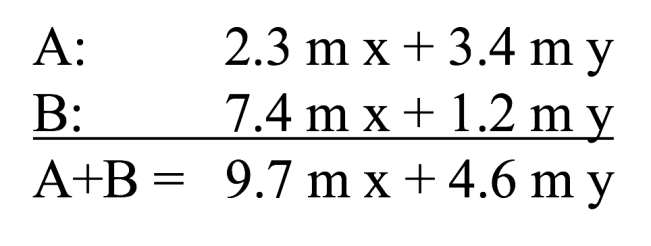 A: 2.3 m x + 3.4 m y
B: 7.4 m x + 1.2 m y
A+B = 9.7 m x + 4.6 m y